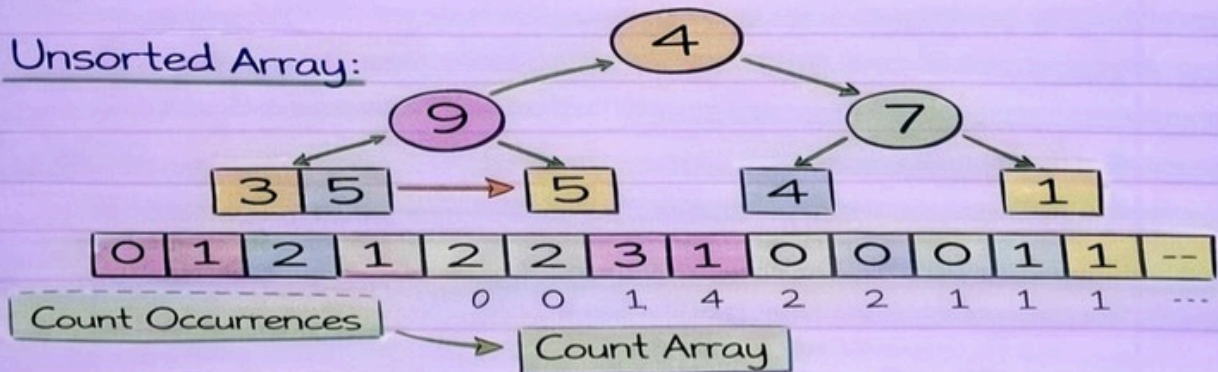 4
Unsorted Array:
9 7
3 5 5 4 1
0 1 2 1 2 2 3 1 0 0 0 1 1 --
0 0 1 4 2 2 1 1 1 ---
Count Occurrences
Count Array